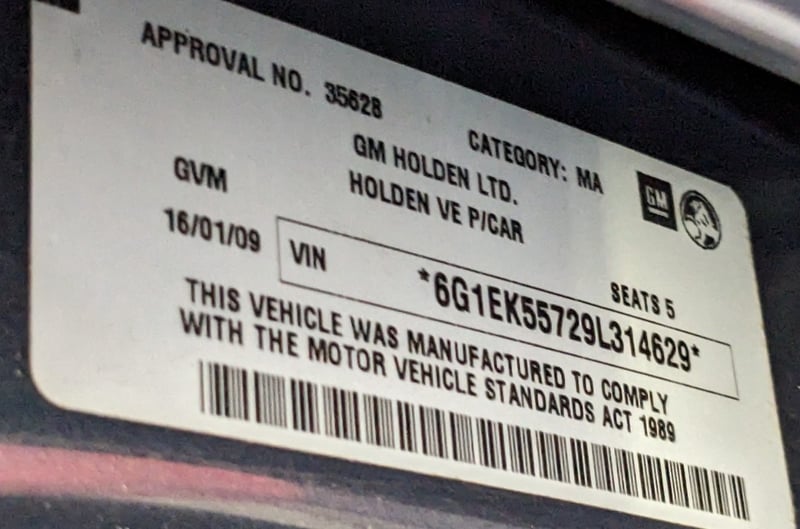 APPROVAL NO. 35628
CATEGORY: MA
GM HOLDEN LTD.
GM
GVM
HOLDEN VE P/CAR
16/01/09
SEATS 5
VIN
*6G1EK55729L314629*
THIS VEHICLE WAS MANUFACTURED TO COMPLY
WITH THE MOTOR VEHICLE STANDARDS ACT 1989